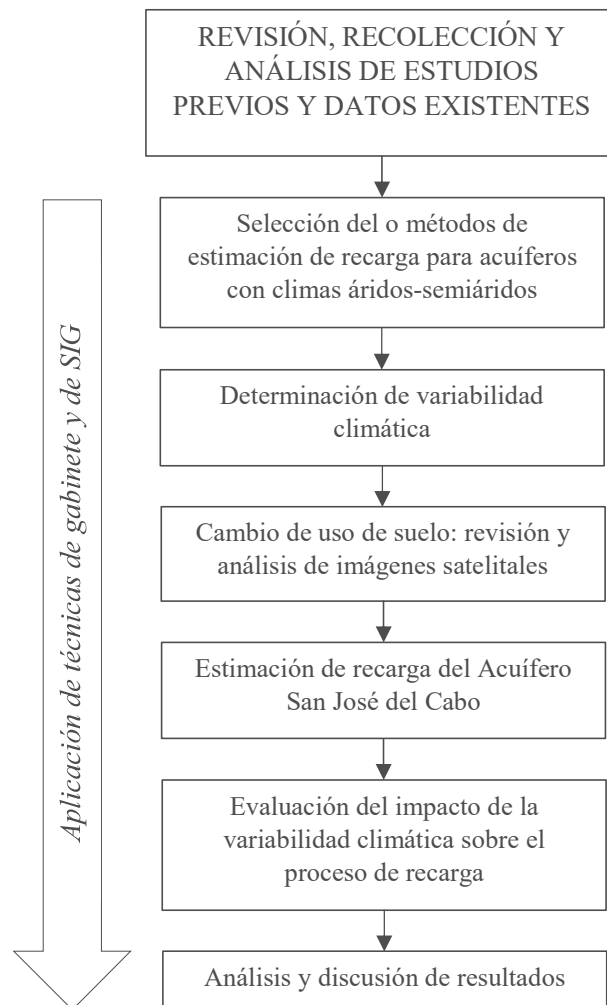 REVISIÓN, RECOLECCIÓN Y
ANÁLISIS DE ESTUDIOS
PREVIOS Y DATOS EXISTENTES
Aplicación de técnicas de gabinete y de SIG
Selección del o métodos de
estimación de recarga para acuíferos
con climas áridos-semiáridos
Determinación de variabilidad
climática
Cambio de uso de suelo: revisión y
análisis de imágenes satelitales
Estimación de recarga del Acuífero
San José del Cabo
Evaluación del impacto de la
variabilidad climática sobre el
proceso de recarga
Análisis y discusión de resultados